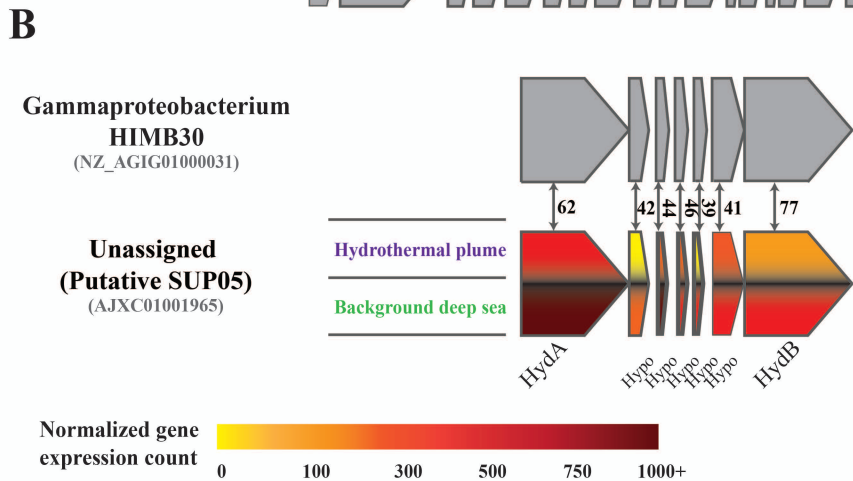 B
Gammaproteobacterium
HIMB30
(NZ_AGIG01000031)
62 42 44 46 39 41 77
Unassigned
(Putative SUP05)
(AJXC01001965)
Hydrothermal plume
Background deep sea
HydA Hypo Hypo Hypo Hypo Hypo HydB
Normalized gene
expression count
0 100 300 500 750 1000+